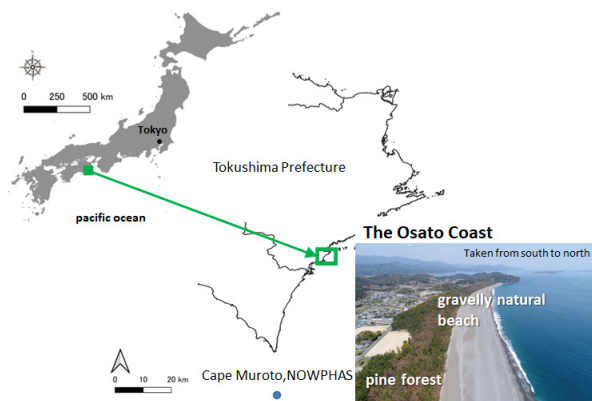 0 250 500 km
Tokyo
Tokushima Prefecture
pacific ocean
The Osato Coast
Taken from south to north
gravelly natural
beach
pine forest
0 10 20 km
Cape Muroto,NOWPHAS